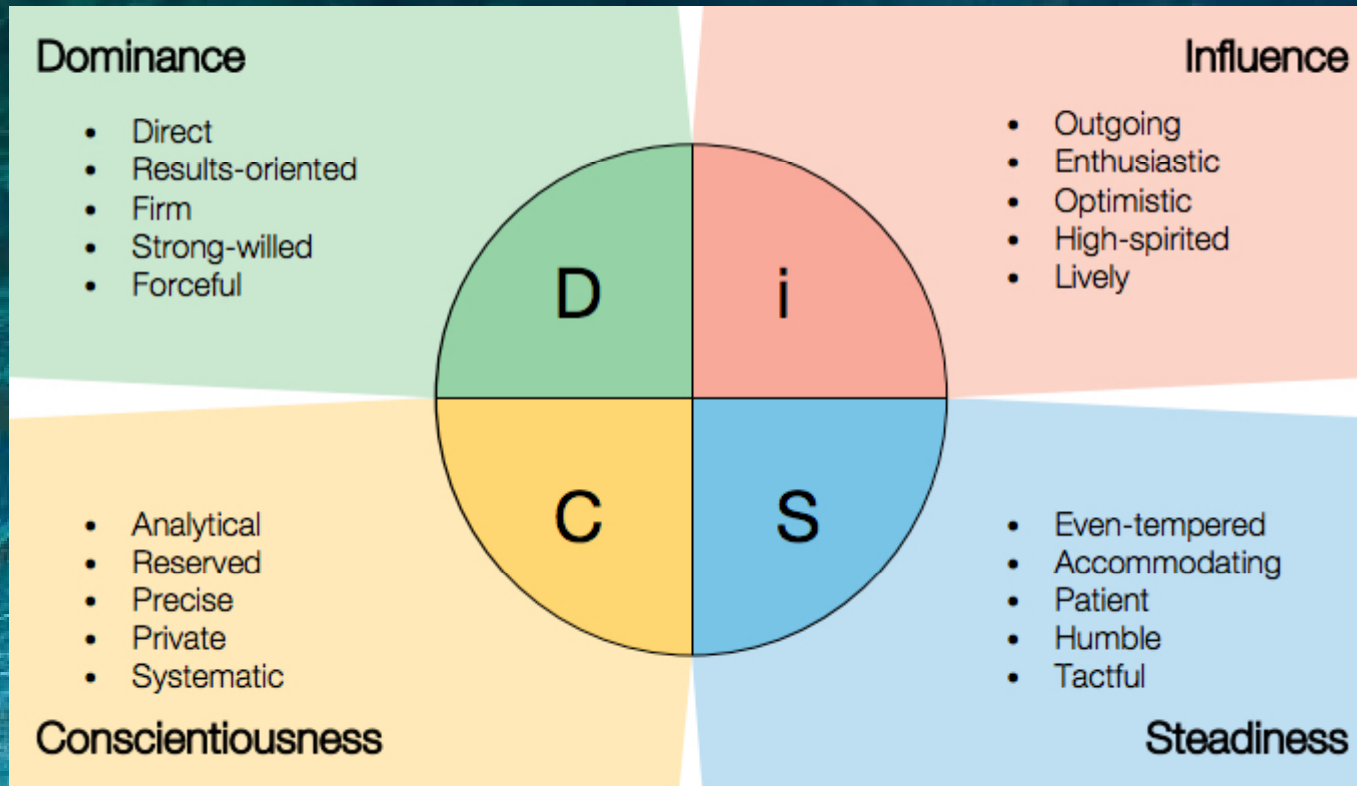 Dominance
• Direct
• Results-oriented
• Firm
• Strong-willed
• Forceful
Influence
• Outgoing
• Enthusiastic
• Optimistic
• High-spirited
• Lively
D
i
C
S
• Analytical
• Reserved
• Precise
• Private
• Systematic
Conscientiousness
• Even-tempered
• Accommodating
• Patient
• Humble
• Tactful
Steadiness